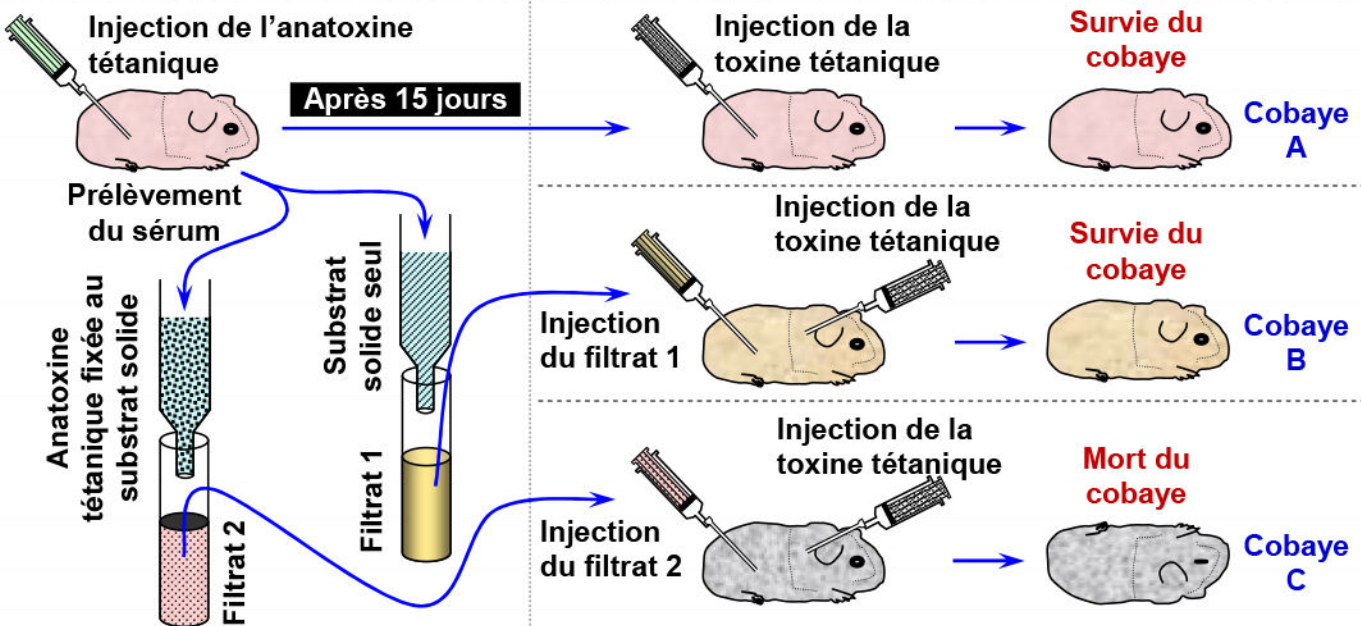 Injection de l’anatoxine
tétanique
Après 15 jours
Injection de la
toxine tétanique
Survie du
cobaye
Cobaye
A
Prélèvement
du sérum
Anatoxine
tétanique fixée au
substrat solide
Filtrat 2
Substrat
solide seul
Filtrat 1
Injection
du filtrat 1
Injection de la
toxine tétanique
Survie du
cobaye
Cobaye
B
Injection
du filtrat 2
Injection de la
toxine tétanique
Mort du
cobaye
Cobaye
C